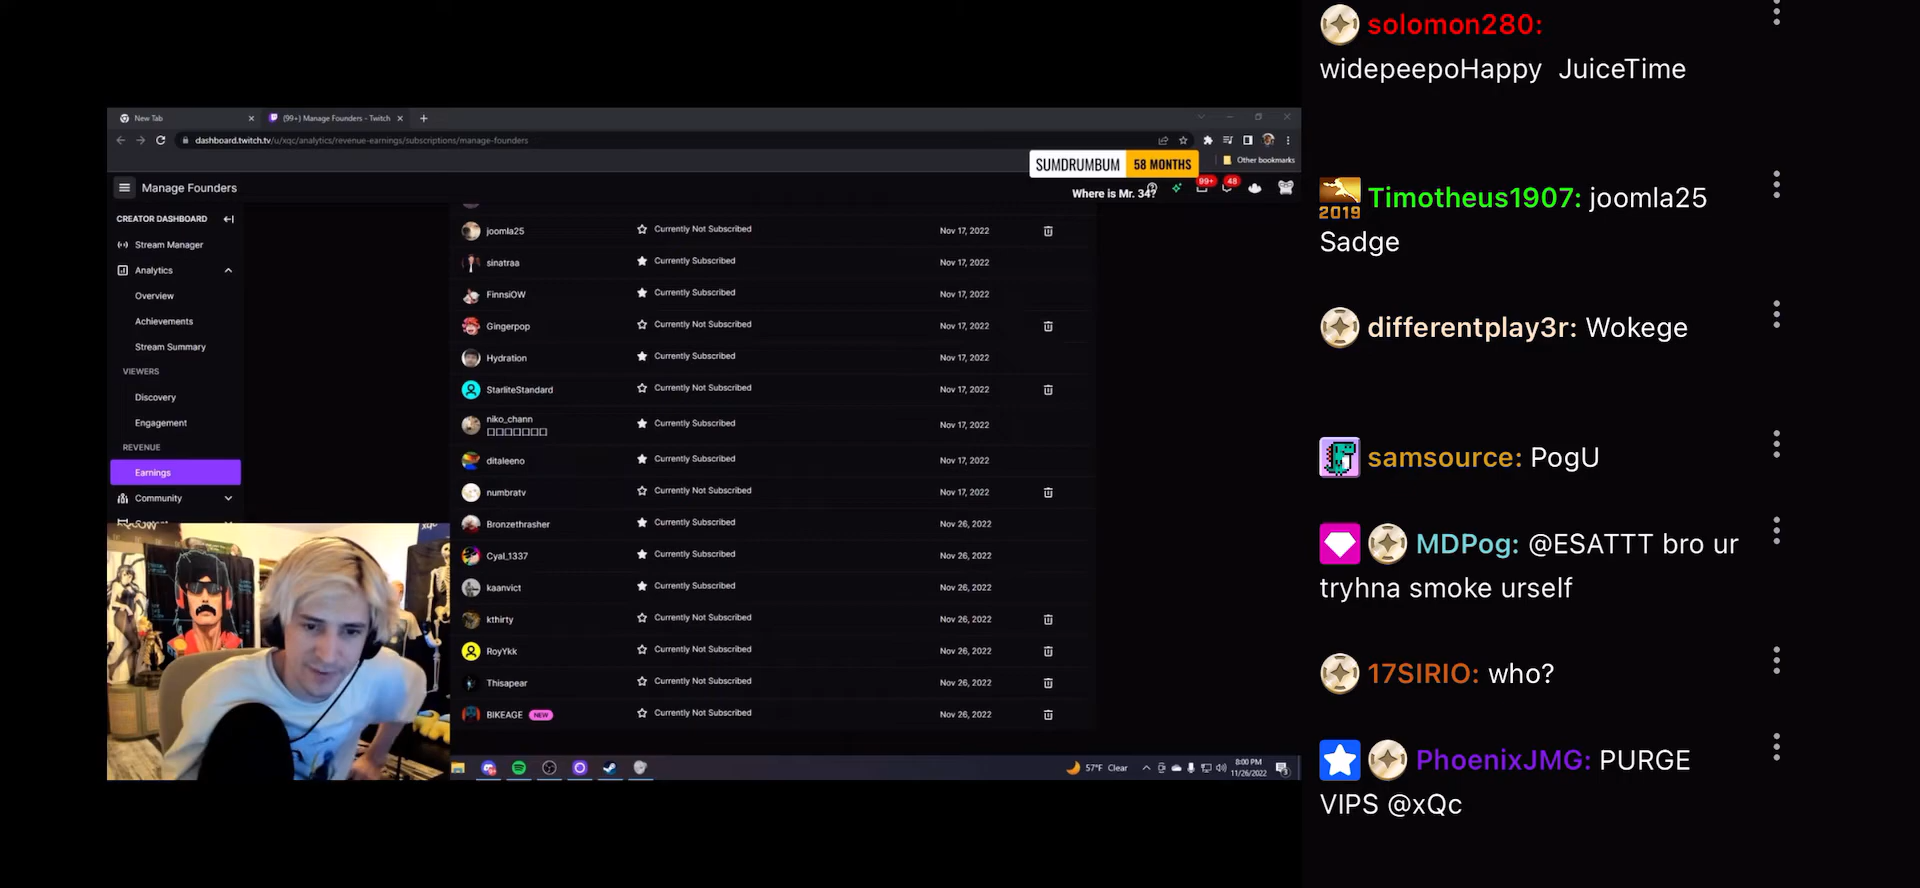 New Tab
(99+) Manage Founders - Twitch
dashboard.twitch.tv/u/xqc/analytics/revenue-earnings/subscriptions/manage-founders
Other bookmarks
SUMDRUMBUM 58 MONTHS
Where is Mr. 34?
99+ 48
Manage Founders
CREATOR DASHBOARD
Stream Manager
Analytics
Overview
Achievements
Stream Summary
VIEWERS
Discovery
Engagement
REVENUE
Earnings
Community
joomla25 Currently Not Subscribed Nov 17, 2022
sinatraa Currently Subscribed Nov 17, 2022
FinnsiOW Currently Subscribed Nov 17, 2022
Gingerpop Currently Not Subscribed Nov 17, 2022
Hydration Currently Subscribed Nov 17, 2022
StarliteStandard Currently Not Subscribed Nov 17, 2022
niko_chann Currently Subscribed Nov 17, 2022
ditaleeno Currently Subscribed Nov 17, 2022
numbratv Currently Not Subscribed Nov 17, 2022
Bronzethrasher Currently Subscribed Nov 26, 2022
Cyal_1337 Currently Subscribed Nov 26, 2022
kaanvict Currently Subscribed Nov 26, 2022
kthirty Currently Not Subscribed Nov 26, 2022
RoyYkk Currently Not Subscribed Nov 26, 2022
Thisapear Currently Not Subscribed Nov 26, 2022
BIKEAGE NEW Currently Not Subscribed Nov 26, 2022
57°F Clear
8:00 PM
11/26/2022
solomon280:
widepeepoHappy JuiceTime
2019 Timotheus1907: joomla25
Sadge
differentplay3r: Wokege
samsource: PogU
MDPog: @ESATTT bro ur
tryhna smoke urself
17SIRIO: who?
PhoenixJMG: PURGE
VIPS @xQc